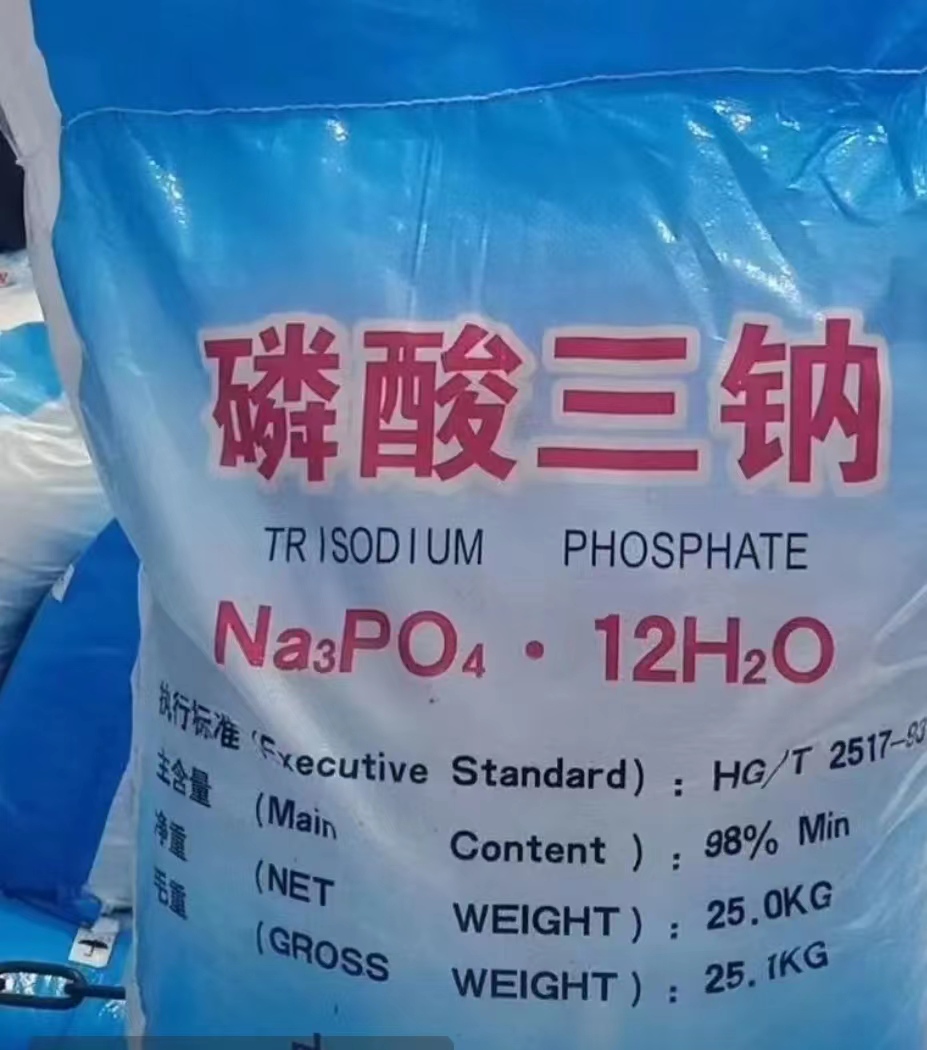 磷酸三钠
TRISODIUM PHOSPHATE
Na₃PO₄ · 12H₂O
执行标准 (Executive Standard) : HG/T 2517-93
主含量 (Main Content ) : 98% Min
净重 (NET WEIGHT) : 25.0KG
毛重 (GROSS WEIGHT) : 25.1KG